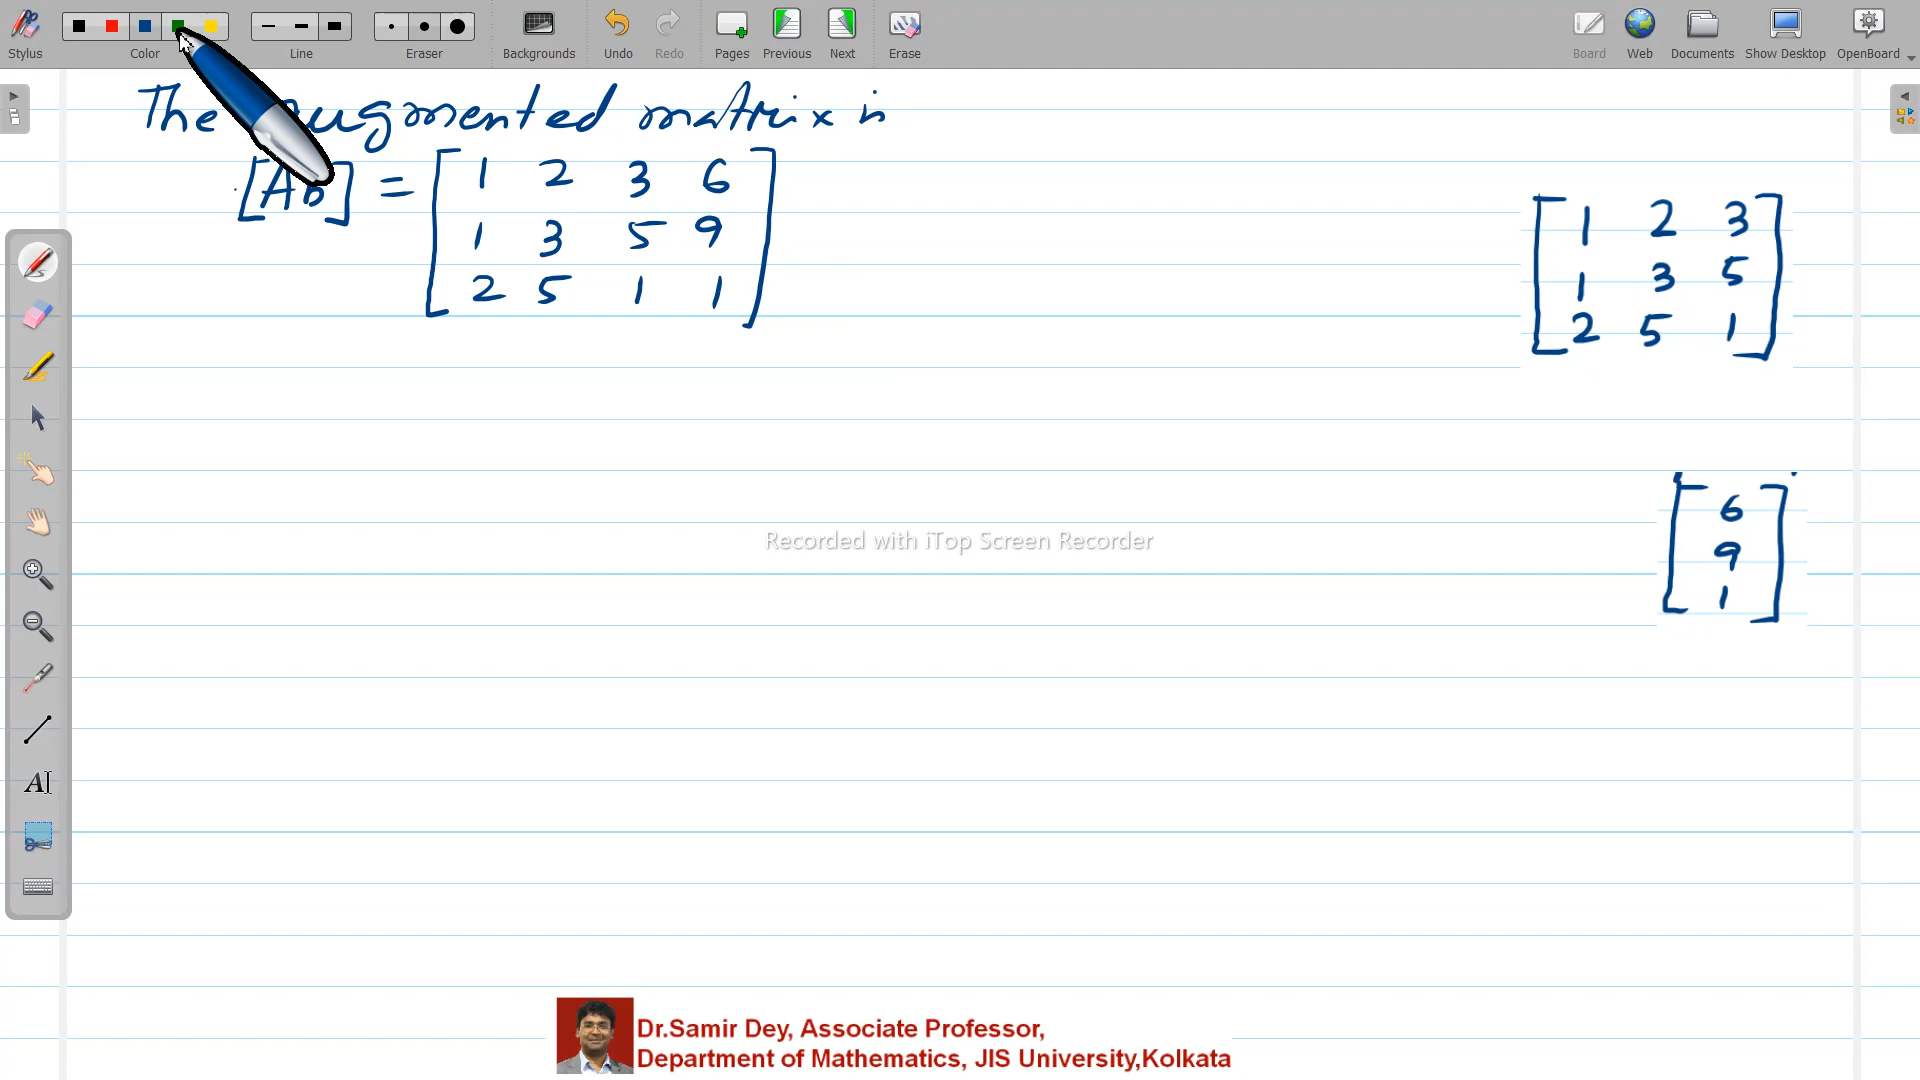 Stylus Color Line Eraser Backgrounds Undo Redo Pages Previous Next Erase Board Web Documents Show Desktop OpenBoard
The augmented matrix is
[Ab] = [ 1 2 3 6
1 3 5 9
2 5 1 1 ]
[ 1 2 3
1 3 5
2 5 1 ]
[ 6
9
1 ]
Recorded with iTop Screen Recorder
Dr.Samir Dey, Associate Professor,
Department of Mathematics, JIS University,Kolkata